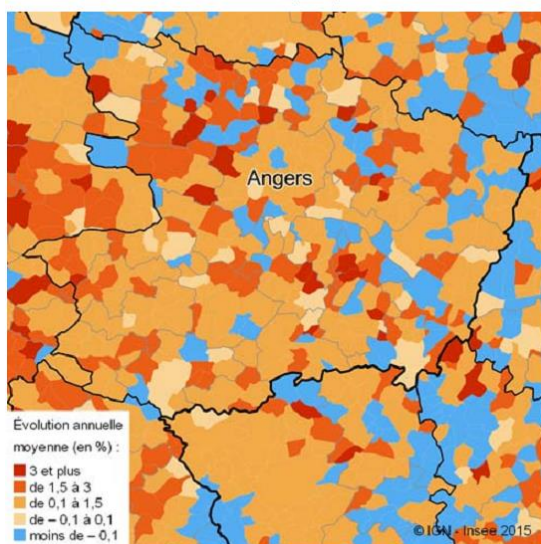 Angers
Évolution annuelle
moyenne (en %) :
3 et plus
de 1,5 à 3
de 0,1 à 1,5
de – 0,1 à 0,1
moins de – 0,1
© IGN - Insee 2015